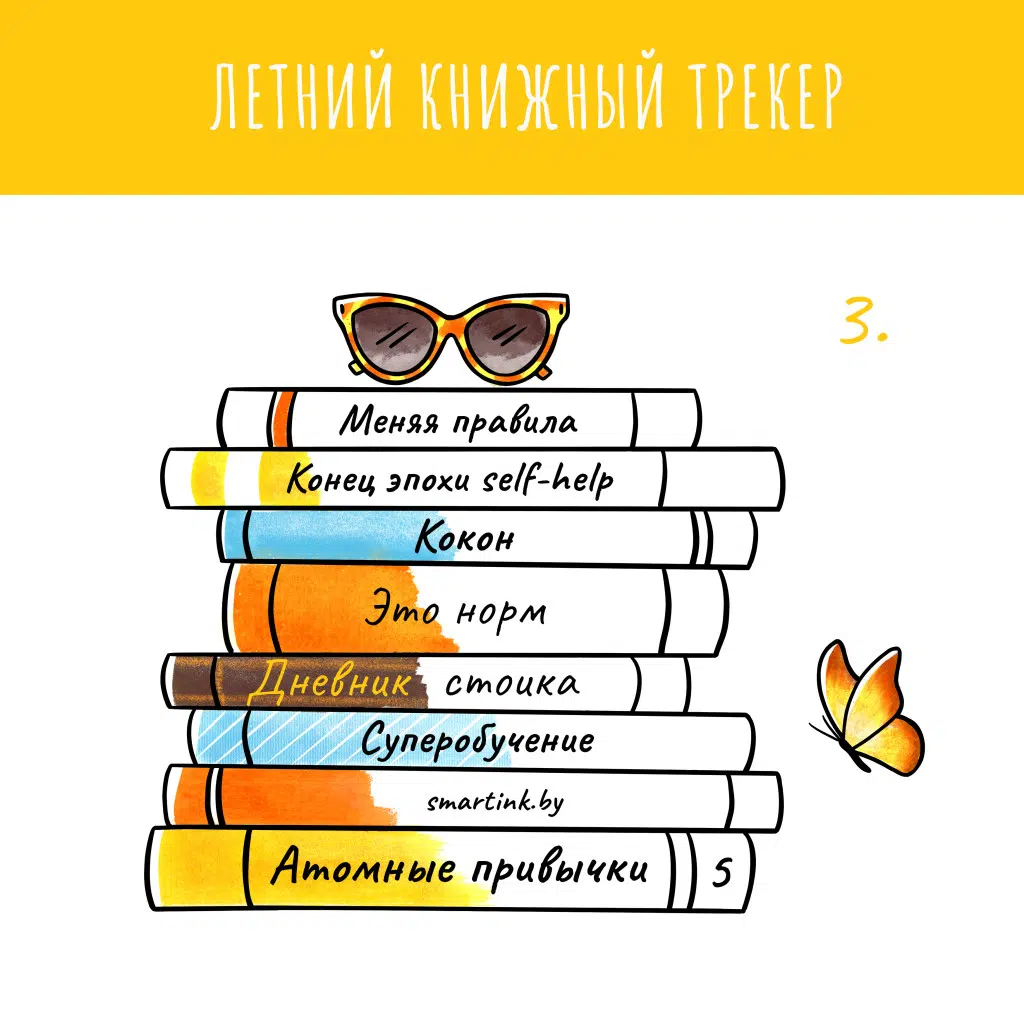 ЛЕТНИЙ КНИЖНЫЙ ТРЕКЕР
3.
Меняя правила
Конец эпохи self-help
Кокон
Это норм
Дневник стоика
Суперобучение
smartink.by
Атомные привычки 5